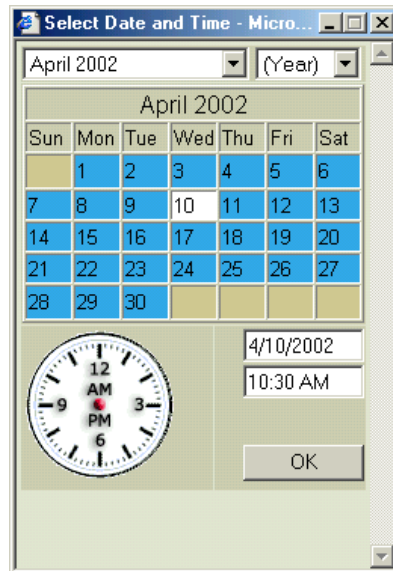 Select Date and Time - Micro...
April 2002 (Year)
April 2002
Sun Mon Tue Wed Thu Fri Sat
1 2 3 4 5 6
7 8 9 10 11 12 13
14 15 16 17 18 19 20
21 22 23 24 25 26 27
28 29 30
12
AM
9 3
PM
6
4/10/2002
10:30 AM
OK